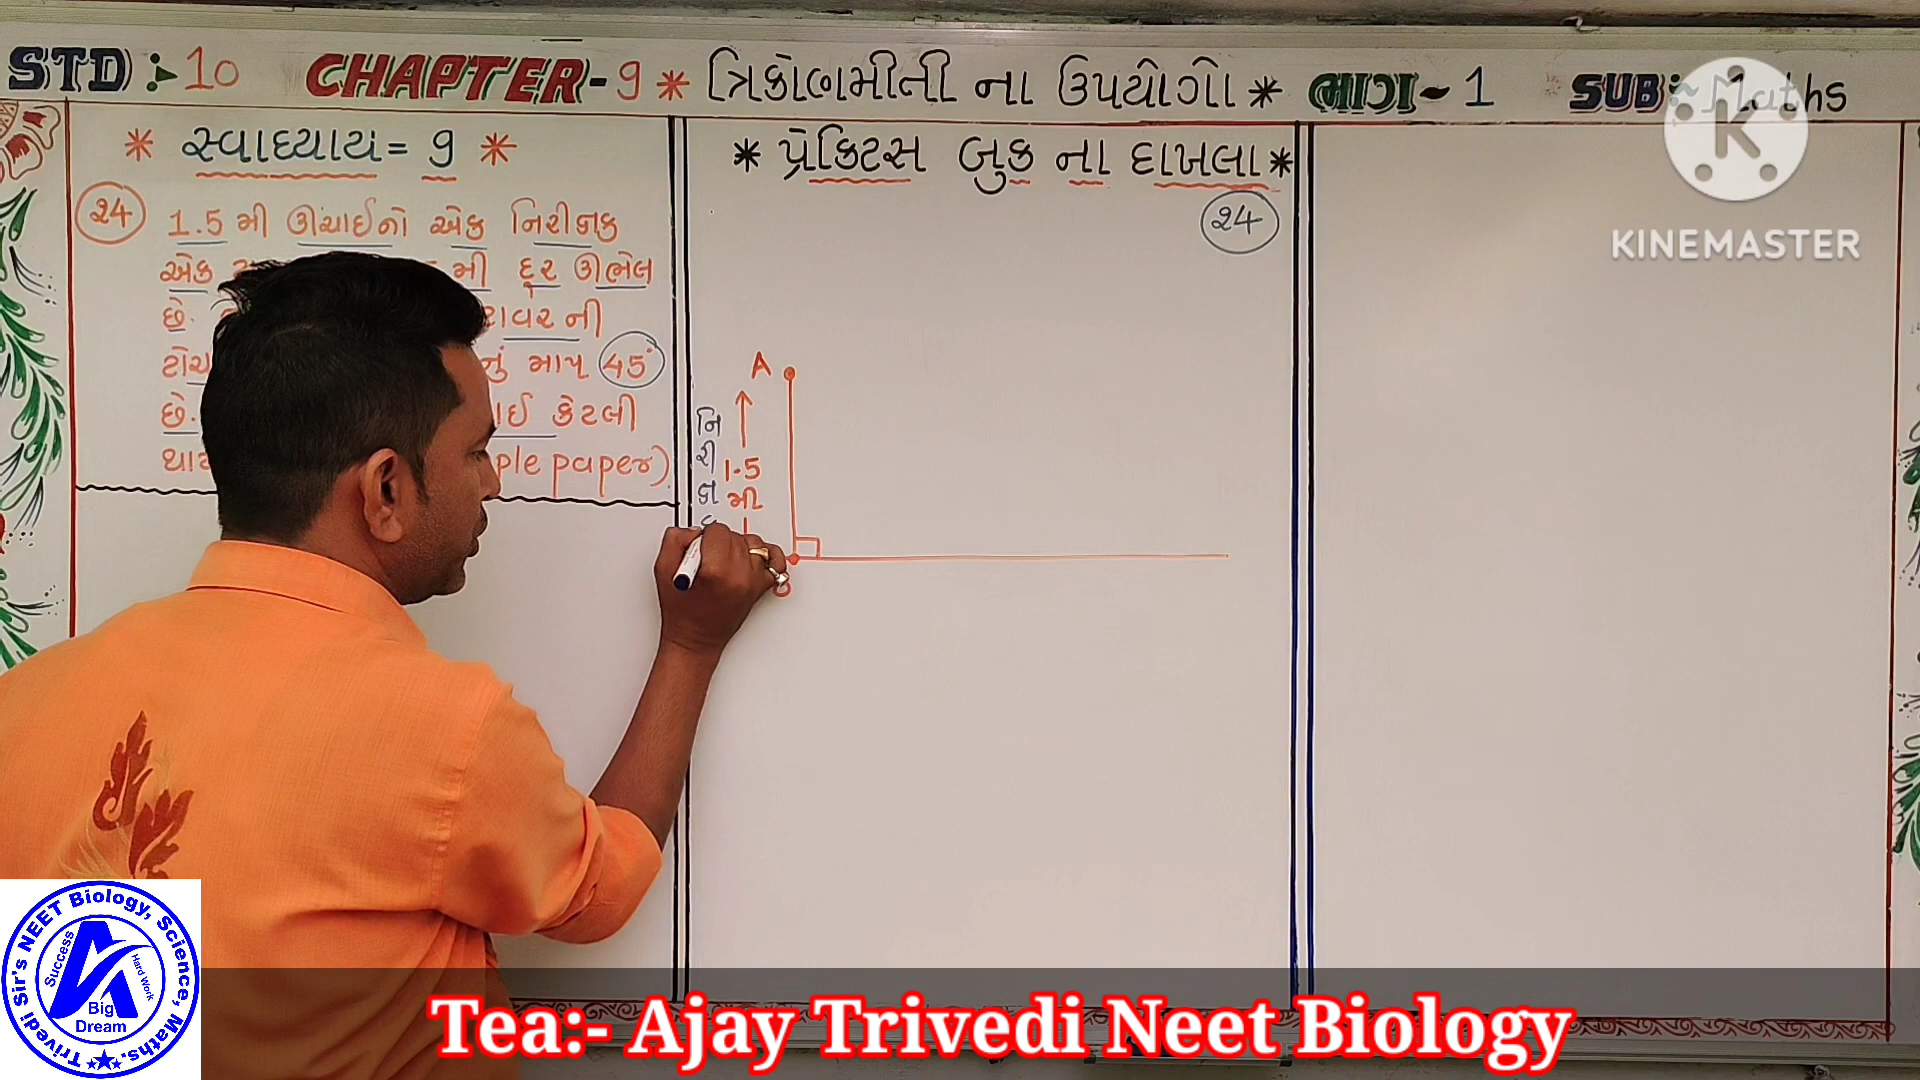 STD : 10 CHAPTER-9 * ત્રિકોણમીતી ના ઉપયોગો * ભાગ~ 1 SUB:~ Maths
KINEMASTER
* સ્વાધ્યાય = 9 *
24 1.5 મી ઊંચાઈનો એક નિરીક્ષક
એક મી દૂર ઊભેલ
છે. ટાવર ની
નું માપ 45°
છે. કેટલી
paper)
* પ્રેક્ટિસ બુક ના દાખલા *
24
A
નિ
રી
ક્ષ
1.5
મી
Tea:- Ajay Trivedi Neet Biology
Trivedi Sir's NEET Biology, Science, Maths.
Success
Hard Work
Big
Dream